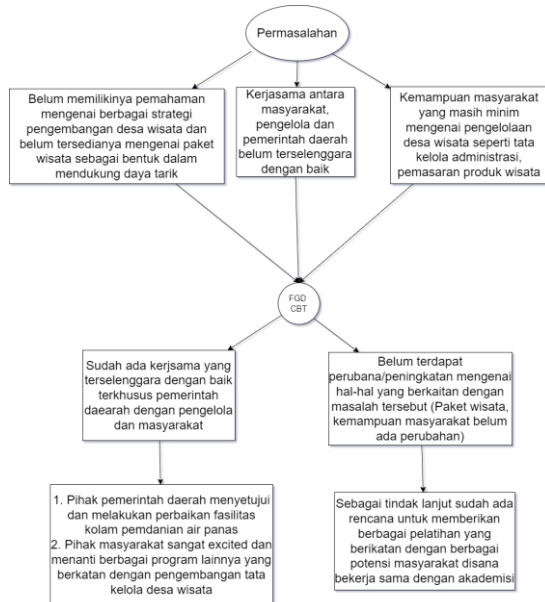 Permasalahan
Belum memilikinya pemahaman
mengenai berbagai strategi
pengembangan desa wisata dan
belum tersedianya mengenai paket
wisata sebagai bentuk dalam
mendukung daya tarik
Kerjasama antara
masyarakat,
pengelola dan
pemerintah daerah
belum terselenggara
dengan baik
Kemampuan masyarakat
yang masih minim
mengenai pengelolaan
desa wisata seperti tata
kelola administrasi,
pemasaran produk wisata
FGD
CBT
Sudah ada kerjsama yang
terselenggara dengan baik
terkhusus pemerintah
daearah dengan pengelola
dan masyarakat
Belum terdapat
perubana/peningkatan mengenai
hal-hal yang berkaitan dengan
masalah tersebut (Paket wisata,
kemampuan masyarakat belum
ada perubahan)
1. Pihak pemerintah daerah menyetujui
dan melakukan perbaikan fasilitas
kolam pemdanian air panas
2. Pihak masyarakat sangat excited dan
menanti berbagai program lainnya yang
berkatan dengan pengembangan tata
kelola desa wisata
Sebagai tindak lanjut sudah ada
rencana untuk memberikan
berbagai pelatihan yang
berikatan dengan berbagai
potensi masyarakat disana
bekerja sama dengan akademisi